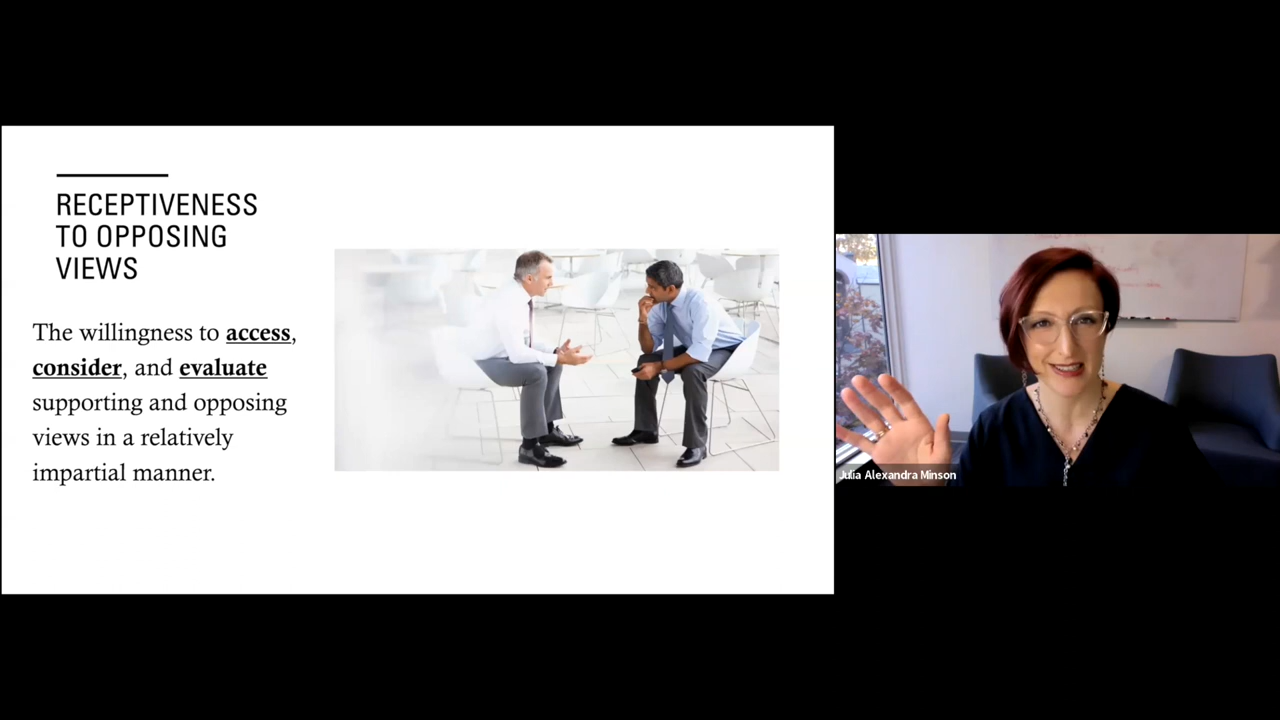 RECEPTIVENESS
TO OPPOSING
VIEWS
The willingness to access,
consider, and evaluate
supporting and opposing
views in a relatively
impartial manner.
Julia Alexandra Minson